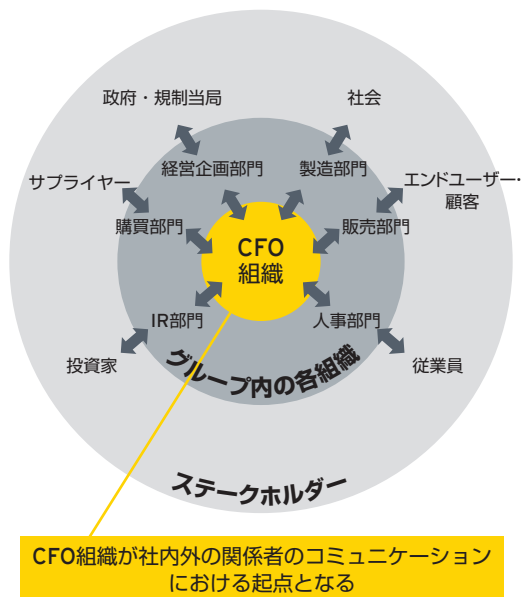 政府・規制当局
社会
経営企画部門
製造部門
サプライヤー
エンドユーザー・
顧客
購買部門
販売部門
CFO
組織
IR部門
人事部門
投資家
従業員
グループ内の各組織
ステークホルダー
CFO組織が社内外の関係者のコミュニケーション
における起点となる